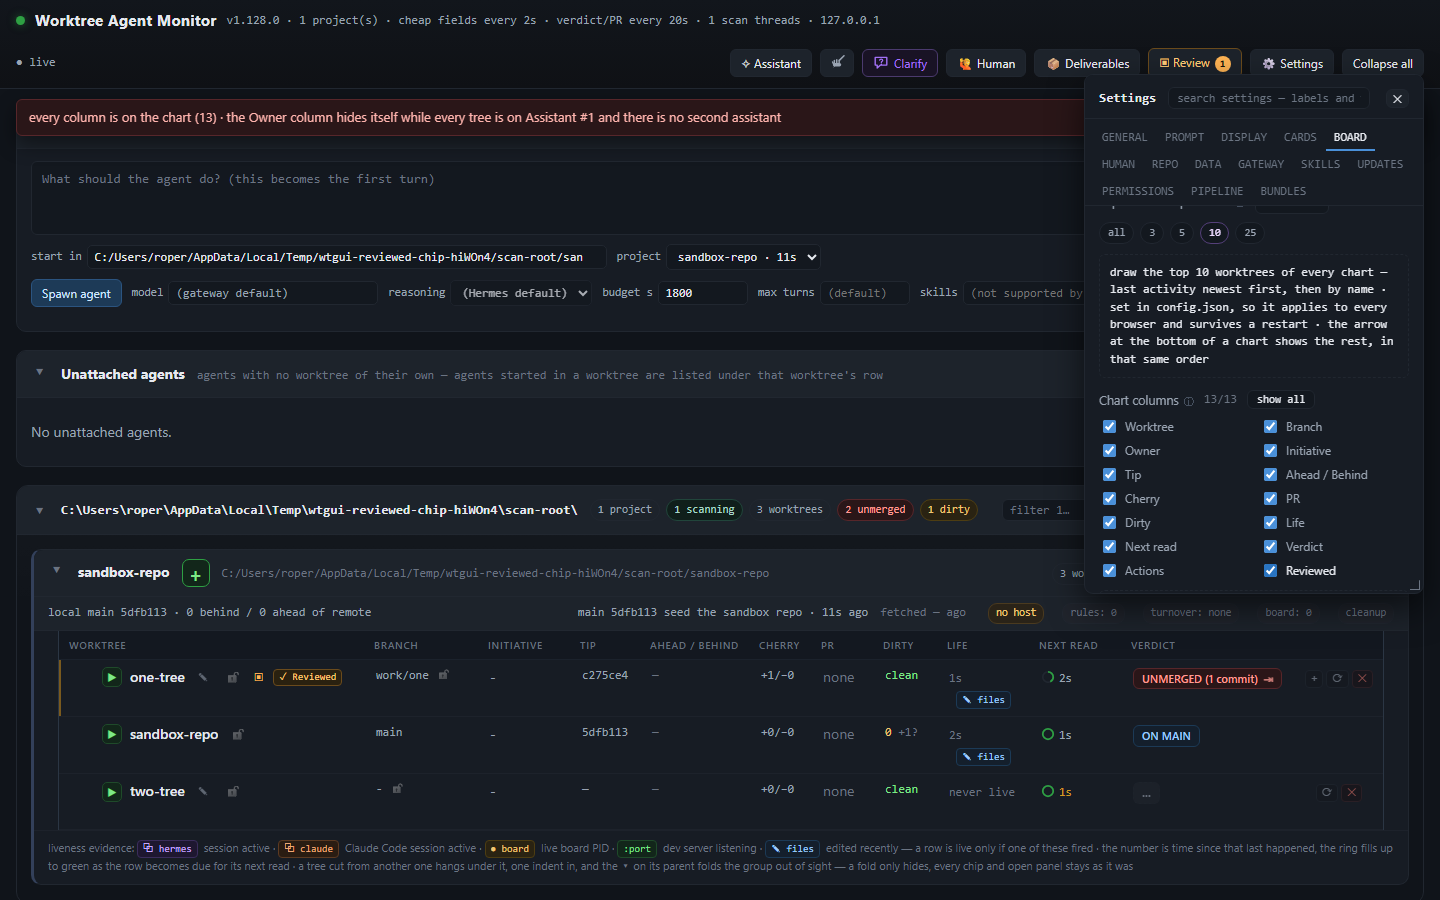 Worktree Agent Monitor v1.128.0 · 1 project(s) · cheap fields every 2s · verdict/PR every 20s · 1 scan threads · 127.0.0.1
● live
✧ Assistant
Clarify
Human
Deliverables
Review 1
Settings
Collapse all
every column is on the chart (13) · the Owner column hides itself while every tree is on Assistant #1 and there is no second assistant
What should the agent do? (this becomes the first turn)
start in C:/Users/roper/AppData/Local/Temp/wtgui-reviewed-chip-hiWOn4/scan-root/san project sandbox-repo · 11s
Spawn agent model (gateway default) reasoning (Hermes default) budget s 1800 max turns (default) skills (not supported by
Unattached agents agents with no worktree of their own — agents started in a worktree are listed under that worktree's row
No unattached agents.
C:\Users\roper\AppData\Local\Temp\wtgui-reviewed-chip-hiWOn4\scan-root\ 1 project 1 scanning 3 worktrees 2 unmerged 1 dirty filter 1…
sandbox-repo + C:/Users/roper/AppData/Local/Temp/wtgui-reviewed-chip-hiWOn4/scan-root/sandbox-repo 3 wo
local main 5dfb113 · 0 behind / 0 ahead of remote main 5dfb113 seed the sandbox repo · 11s ago fetched — ago no host rules: 0 turnover: none board: 0 cleanup
WORKTREE BRANCH INITIATIVE TIP AHEAD / BEHIND CHERRY PR DIRTY LIFE NEXT READ VERDICT
one-tree ✓ Reviewed work/one - c275ce4 — +1/−0 none clean 1s 2s UNMERGED (1 commit)
files
sandbox-repo main - 5dfb113 — +0/−0 none 0 +1? 2s 1s ON MAIN
files
two-tree - - — — +0/−0 none clean never live 1s …
liveness evidence: hermes session active · claude Claude Code session active · ● board live board PID · :port dev server listening · files edited recently — a row is live only if one of these fired · the number is time since that last happened, the ring fills up
to green as the row becomes due for its next read · a tree cut from another one hangs under it, one indent in, and the ▾ on its parent folds the group out of sight — a fold only hides, every chip and open panel stays as it was
Settings search settings — labels and ✕
GENERAL PROMPT DISPLAY CARDS BOARD
HUMAN REPO DATA GATEWAY SKILLS UPDATES
PERMISSIONS PIPELINE BUNDLES
all 3 5 10 25
draw the top 10 worktrees of every chart —
last activity newest first, then by name ·
set in config.json, so it applies to every
browser and survives a restart · the arrow
at the bottom of a chart shows the rest, in
that same order
Chart columns ⓘ 13/13 show all
Worktree Branch
Owner Initiative
Tip Ahead / Behind
Cherry PR
Dirty Life
Next read Verdict
Actions Reviewed